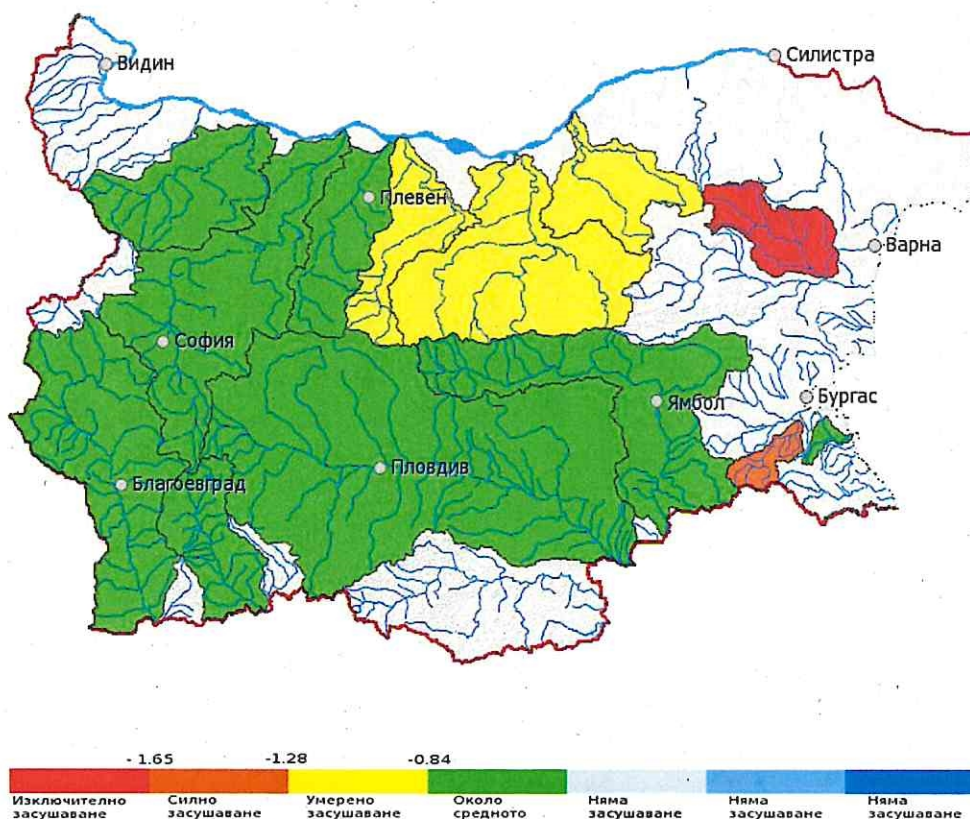 Видин
Силистра
Плевен
Варна
София
Ямбол
Бургас
Пловдив
Благоевград
- 1.65
-1.28
-0.84
Изключително засушаване
Силно засушаване
Умерено засушаване
Около средното
Няма засушаване
Няма засушаване
Няма засушаване